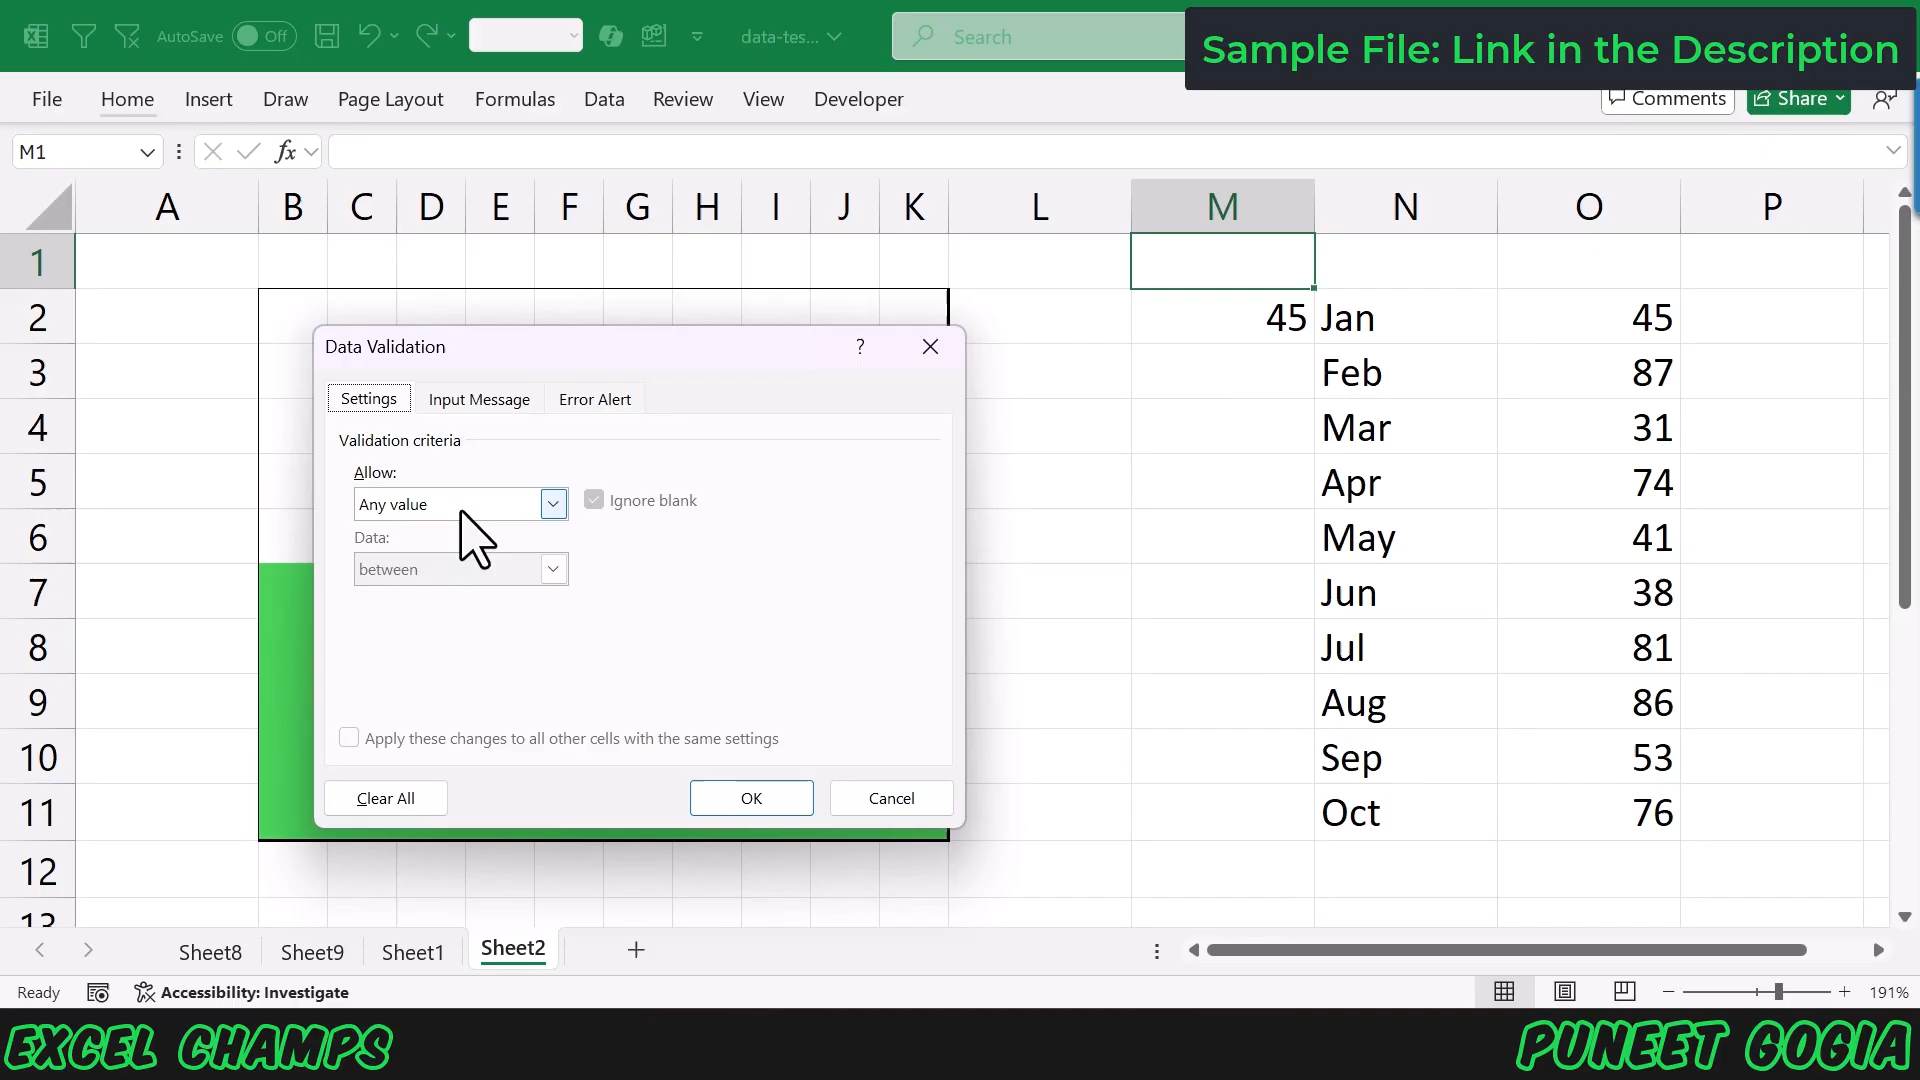 AutoSave
Off
data-tes...
Search
Sample File: Link in the Description
File
Home
Insert
Draw
Page Layout
Formulas
Data
Review
View
Developer
Comments
Share
M1
fx
A B C D E F G H I J K L M N O P
1
2 45 Jan 45
3 Feb 87
4 Mar 31
5 Apr 74
6 May 41
7 Jun 38
8 Jul 81
9 Aug 86
10 Sep 53
11 Oct 76
12
13
Data Validation
?
Settings
Input Message
Error Alert
Validation criteria
Allow:
Any value
Ignore blank
Data:
between
Apply these changes to all other cells with the same settings
Clear All
OK
Cancel
Sheet8
Sheet9
Sheet1
Sheet2
Ready
Accessibility: Investigate
191%
EXCEL CHAMPS
PUNEET GOGIA